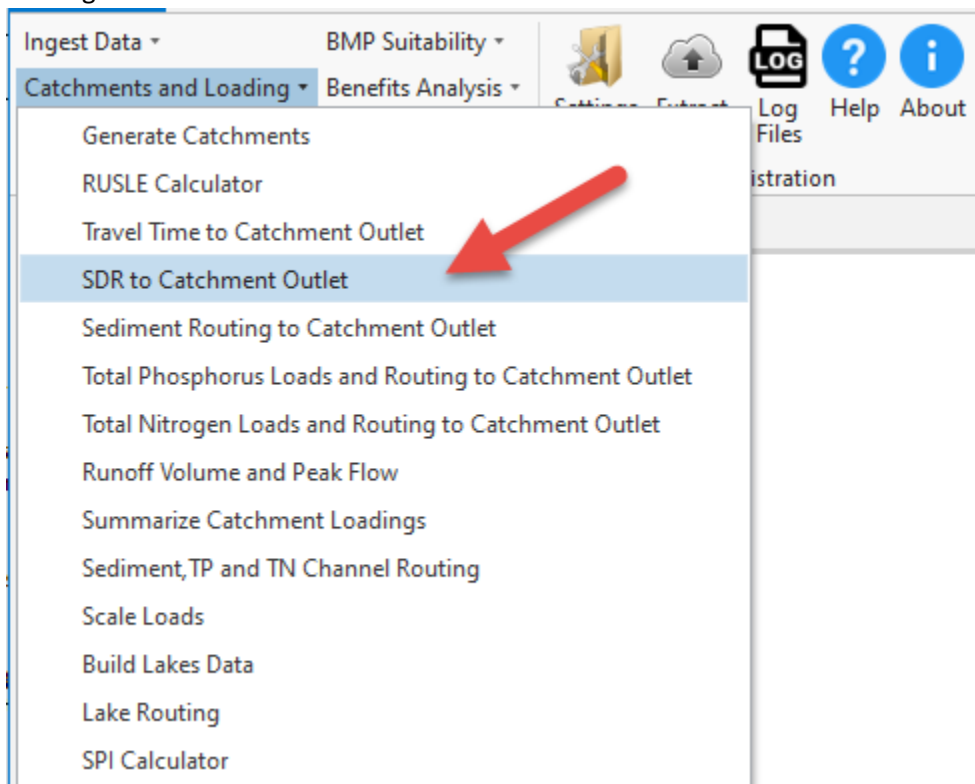 Ingest Data
BMP Suitability
Catchments and Loading
Benefits Analysis
LOG
?
i
Log Files
Help
About
istration
Generate Catchments
RUSLE Calculator
Travel Time to Catchment Outlet
SDR to Catchment Outlet
Sediment Routing to Catchment Outlet
Total Phosphorus Loads and Routing to Catchment Outlet
Total Nitrogen Loads and Routing to Catchment Outlet
Runoff Volume and Peak Flow
Summarize Catchment Loadings
Sediment,TP and TN Channel Routing
Scale Loads
Build Lakes Data
Lake Routing
SPI Calculator